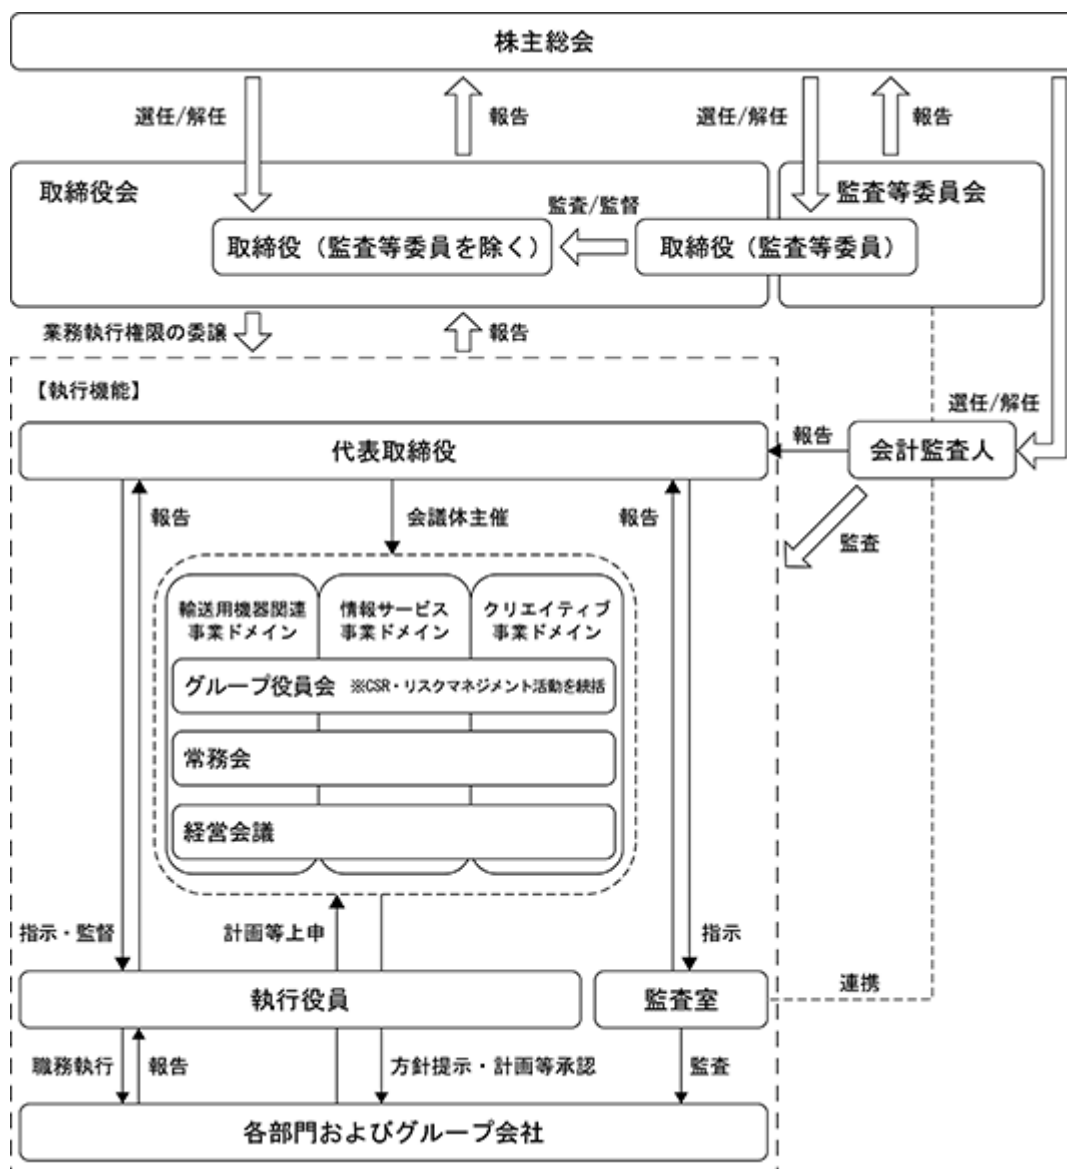 株主総会
選任/解任
報告
選任/解任
報告
取締役会
監査等委員会
監査/監督
取締役（監査等委員を除く）
取締役（監査等委員）
業務執行権限の委譲
報告
【執行機能】
選任/解任
代表取締役
報告
会計監査人
報告
会議体主催
報告
監査
輸送用機器関連
事業ドメイン
情報サービス
事業ドメイン
クリエイティブ
事業ドメイン
グループ役員会 ※CSR・リスクマネジメント活動を統括
常務会
経営会議
指示・監督
計画等上申
指示
執行役員
監査室
連携
職務執行
報告
方針提示・計画等承認
監査
各部門およびグループ会社